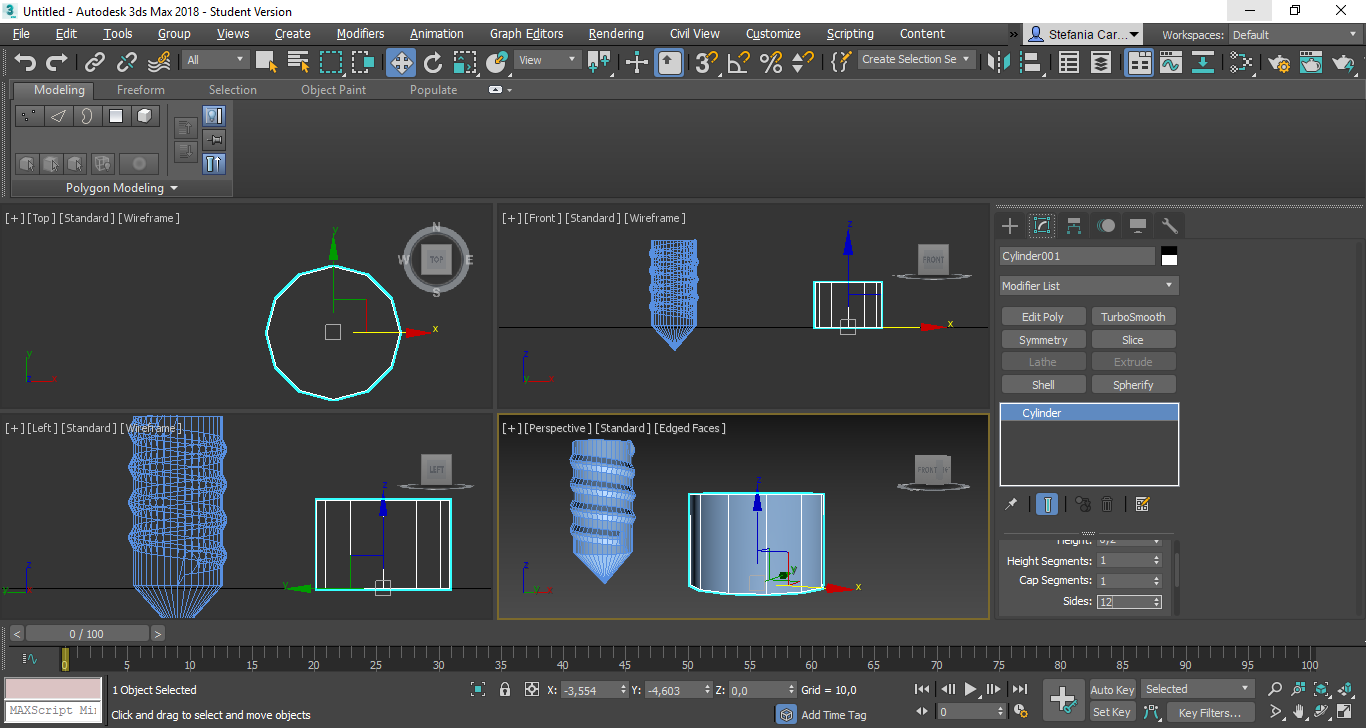 Untitled - Autodesk 3ds Max 2018 - Student Version
File Edit Tools Group Views Create Modifiers Animation Graph Editors Rendering Civil View Customize Scripting Content » Stefania Car... Workspaces: Default
All View Create Selection Se
Modeling Freeform Selection Object Paint Populate
Polygon Modeling
[+] [Top] [Standard] [Wireframe]
[+] [Front] [Standard] [Wireframe]
N
W TOP E
S
y
x
z
FRONT
x
y
x
z
z
x
y
Cylinder001
Modifier List
Edit Poly TurboSmooth
Symmetry Slice
Lathe Extrude
Shell Spherify
Cylinder
[+] [Left] [Standard] [Wireframe]
[+] [Perspective] [Standard] [Edged Faces]
LEFT
FRONT
z
y
z
y
z
y
x
z
x
Height:
Height Segments: 1
Cap Segments: 1
Sides: 12
< 0 / 100 >
0 5 10 15 20 25 30 35 40 45 50 55 60 65 70 75 80 85 90 95 100
1 Object Selected X: -3,554 Y: -4,603 Z: 0,0 Grid = 10,0 Auto Key Selected
MAXScript Mi Click and drag to select and move objects Add Time Tag 0 Set Key Key Filters...